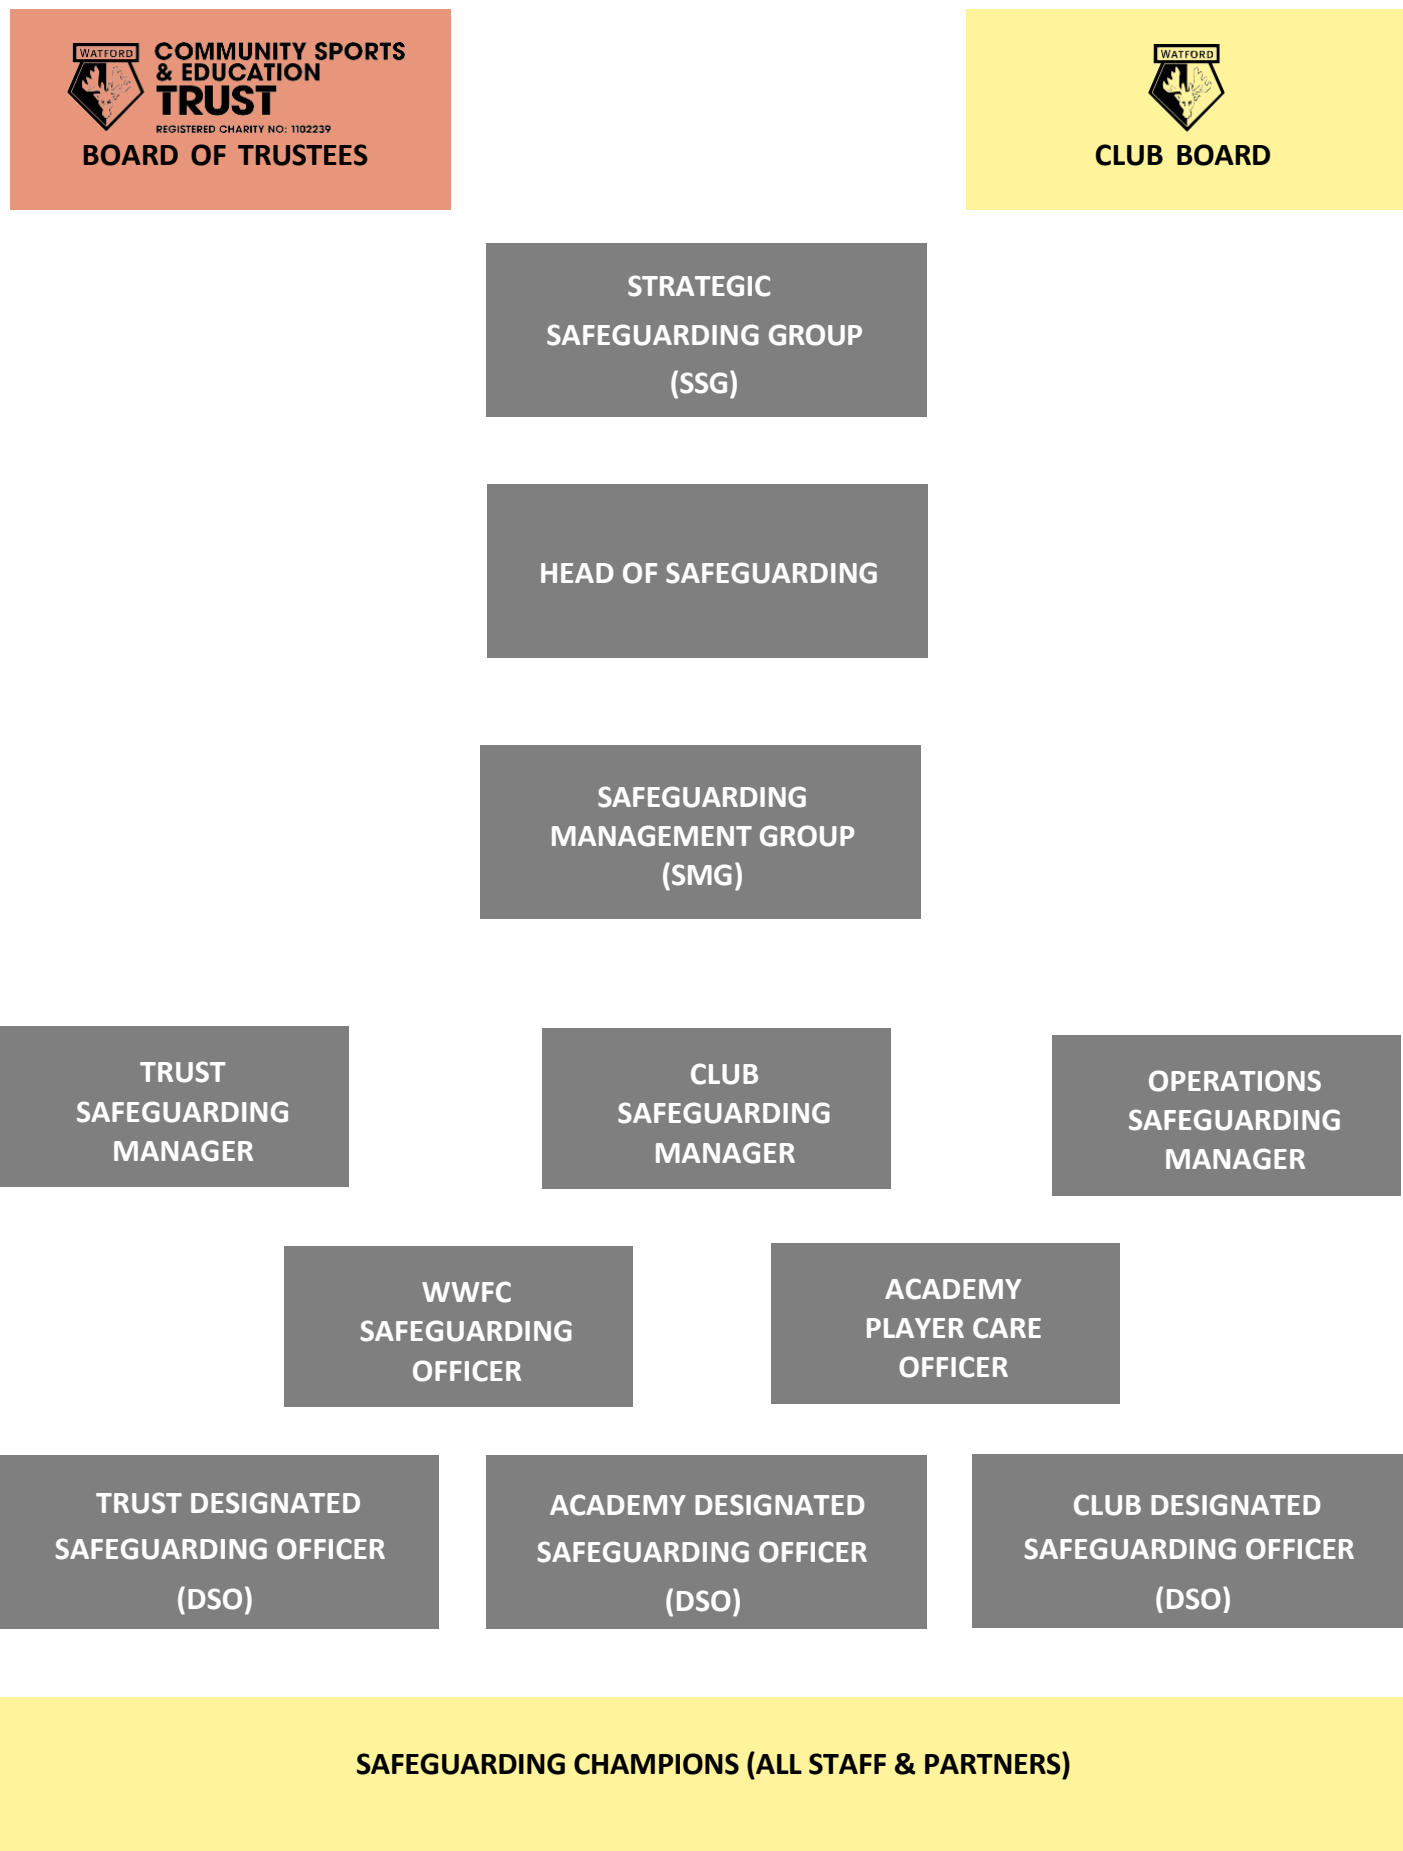 WATFORD
COMMUNITY SPORTS
& EDUCATION
TRUST
REGISTERED CHARITY NO: 1102239
BOARD OF TRUSTEES
WATFORD
CLUB BOARD
STRATEGIC
SAFEGUARDING GROUP
(SSG)
HEAD OF SAFEGUARDING
SAFEGUARDING
MANAGEMENT GROUP
(SMG)
TRUST
SAFEGUARDING
MANAGER
CLUB
SAFEGUARDING
MANAGER
OPERATIONS
SAFEGUARDING
MANAGER
WWFC
SAFEGUARDING
OFFICER
ACADEMY
PLAYER CARE
OFFICER
TRUST DESIGNATED
SAFEGUARDING OFFICER
(DSO)
ACADEMY DESIGNATED
SAFEGUARDING OFFICER
(DSO)
CLUB DESIGNATED
SAFEGUARDING OFFICER
(DSO)
SAFEGUARDING CHAMPIONS (ALL STAFF & PARTNERS)